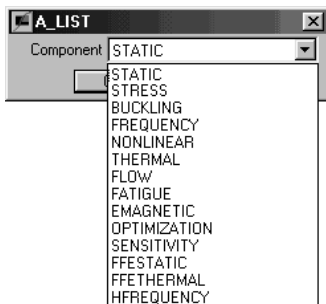 A_LIST
Component STATIC
STATIC
STRESS
BUCKLING
FREQUENCY
NONLINEAR
THERMAL
FLOW
FATIGUE
EMAGNETIC
OPTIMIZATION
SENSITIVITY
FFESTATIC
FFETHERMAL
HFREQUENCY